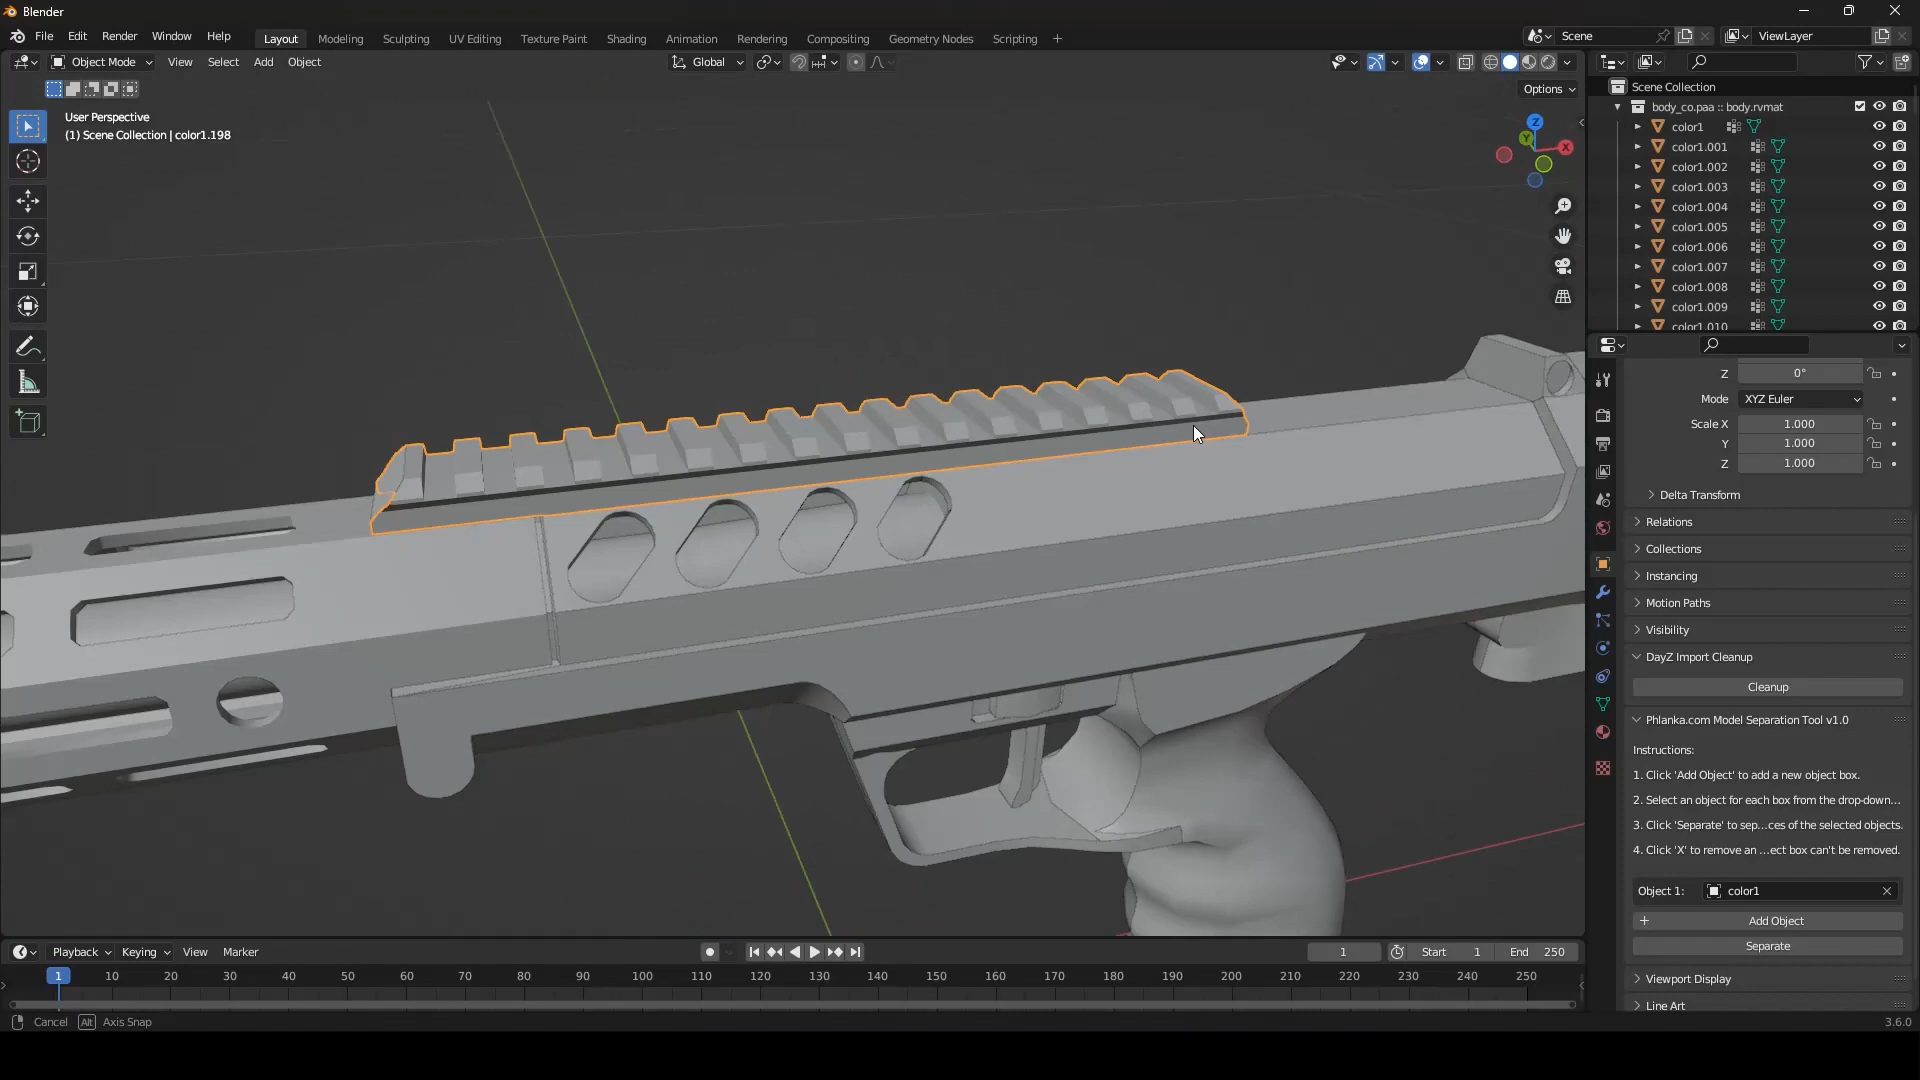 Blender
File Edit Render Window Help
Layout Modeling Sculpting UV Editing Texture Paint Shading Animation Rendering Compositing Geometry Nodes Scripting +
Scene
ViewLayer
Object Mode View Select Add Object
Global
Options
User Perspective
(1) Scene Collection | color1.198
Z
Y
X
Scene Collection
body_co.paa :: body.rvmat
color1
color1.001
color1.002
color1.003
color1.004
color1.005
color1.006
color1.007
color1.008
color1.009
color1.010
Z 0°
Mode XYZ Euler
Scale X 1.000
Y 1.000
Z 1.000
Delta Transform
Relations
Collections
Instancing
Motion Paths
Visibility
DayZ Import Cleanup
Cleanup
Phlanka.com Model Separation Tool v1.0
Instructions:
1. Click 'Add Object' to add a new object box.
2. Select an object for each box from the drop-down...
3. Click 'Separate' to sep...ces of the selected objects.
4. Click 'X' to remove an ...ect box can't be removed.
Object 1: color1
+ Add Object
Separate
Viewport Display
Line Art
Playback Keying View Marker
1 Start 1 End 250
1 10 20 30 40 50 60 70 80 90 100 110 120 130 140 150 160 170 180 190 200 210 220 230 240 250
Cancel Alt Axis Snap
3.6.0